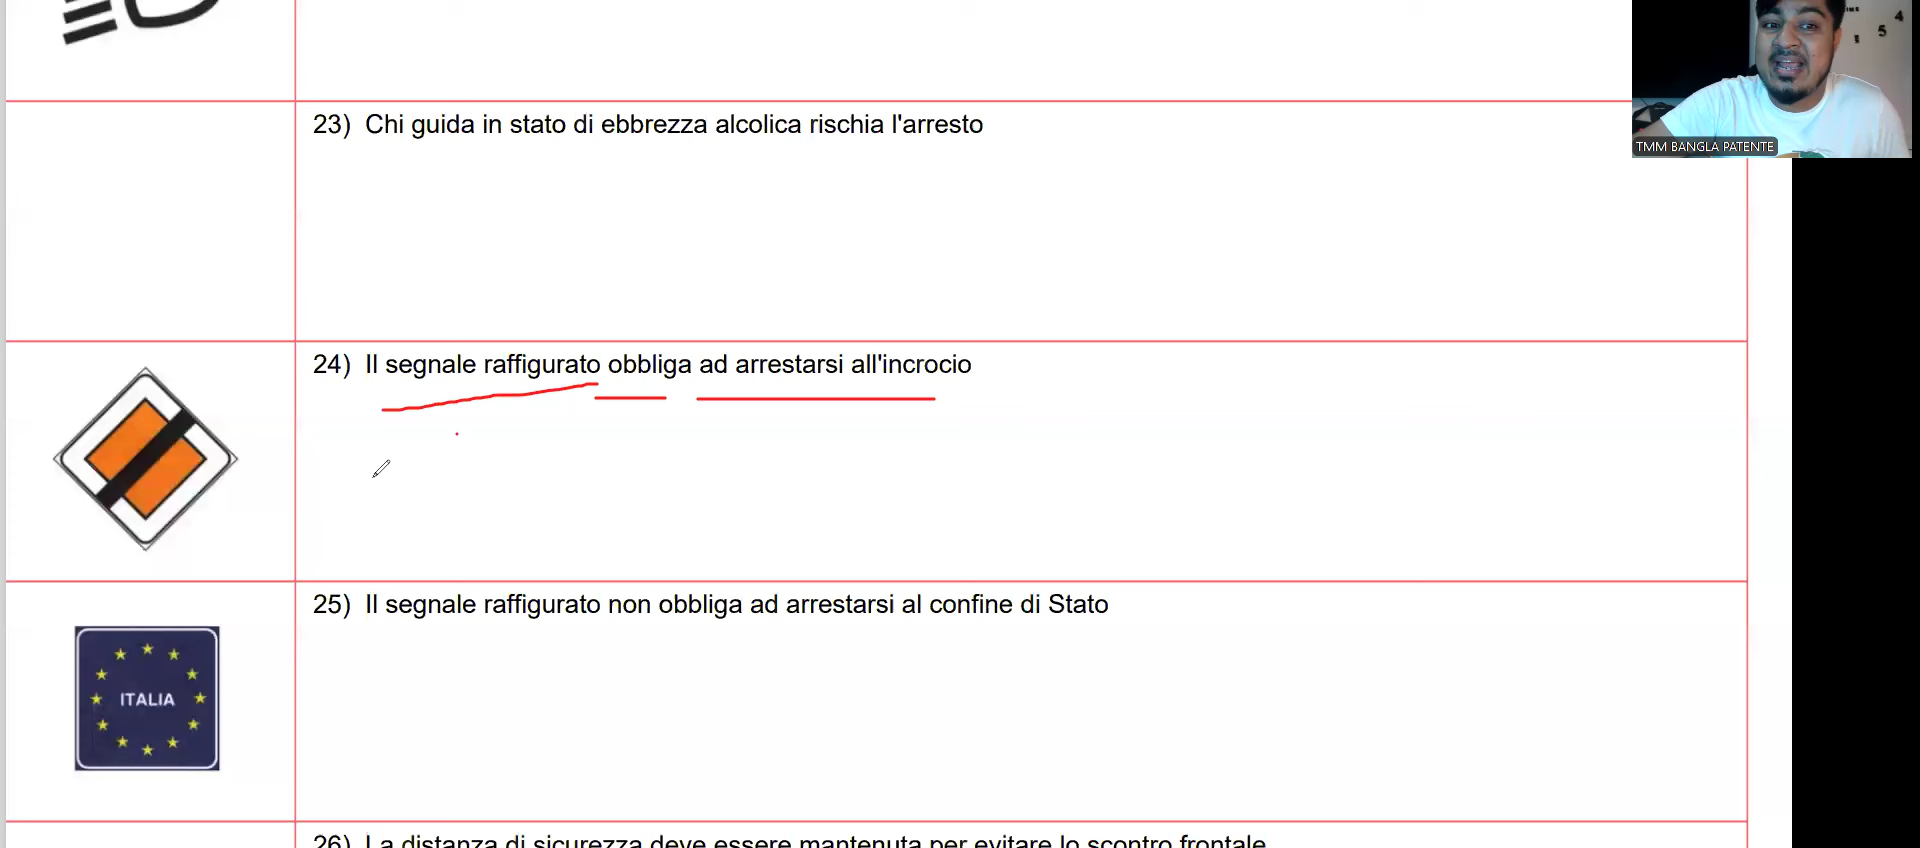 4
5
TMM BANGLA PATENTE
23) Chi guida in stato di ebbrezza alcolica rischia l'arresto
24) Il segnale raffigurato obbliga ad arrestarsi all'incrocio
25) Il segnale raffigurato non obbliga ad arrestarsi al confine di Stato
ITALIA
26) La distanza di sicurezza deve essere mantenuta per evitare lo scontro frontale